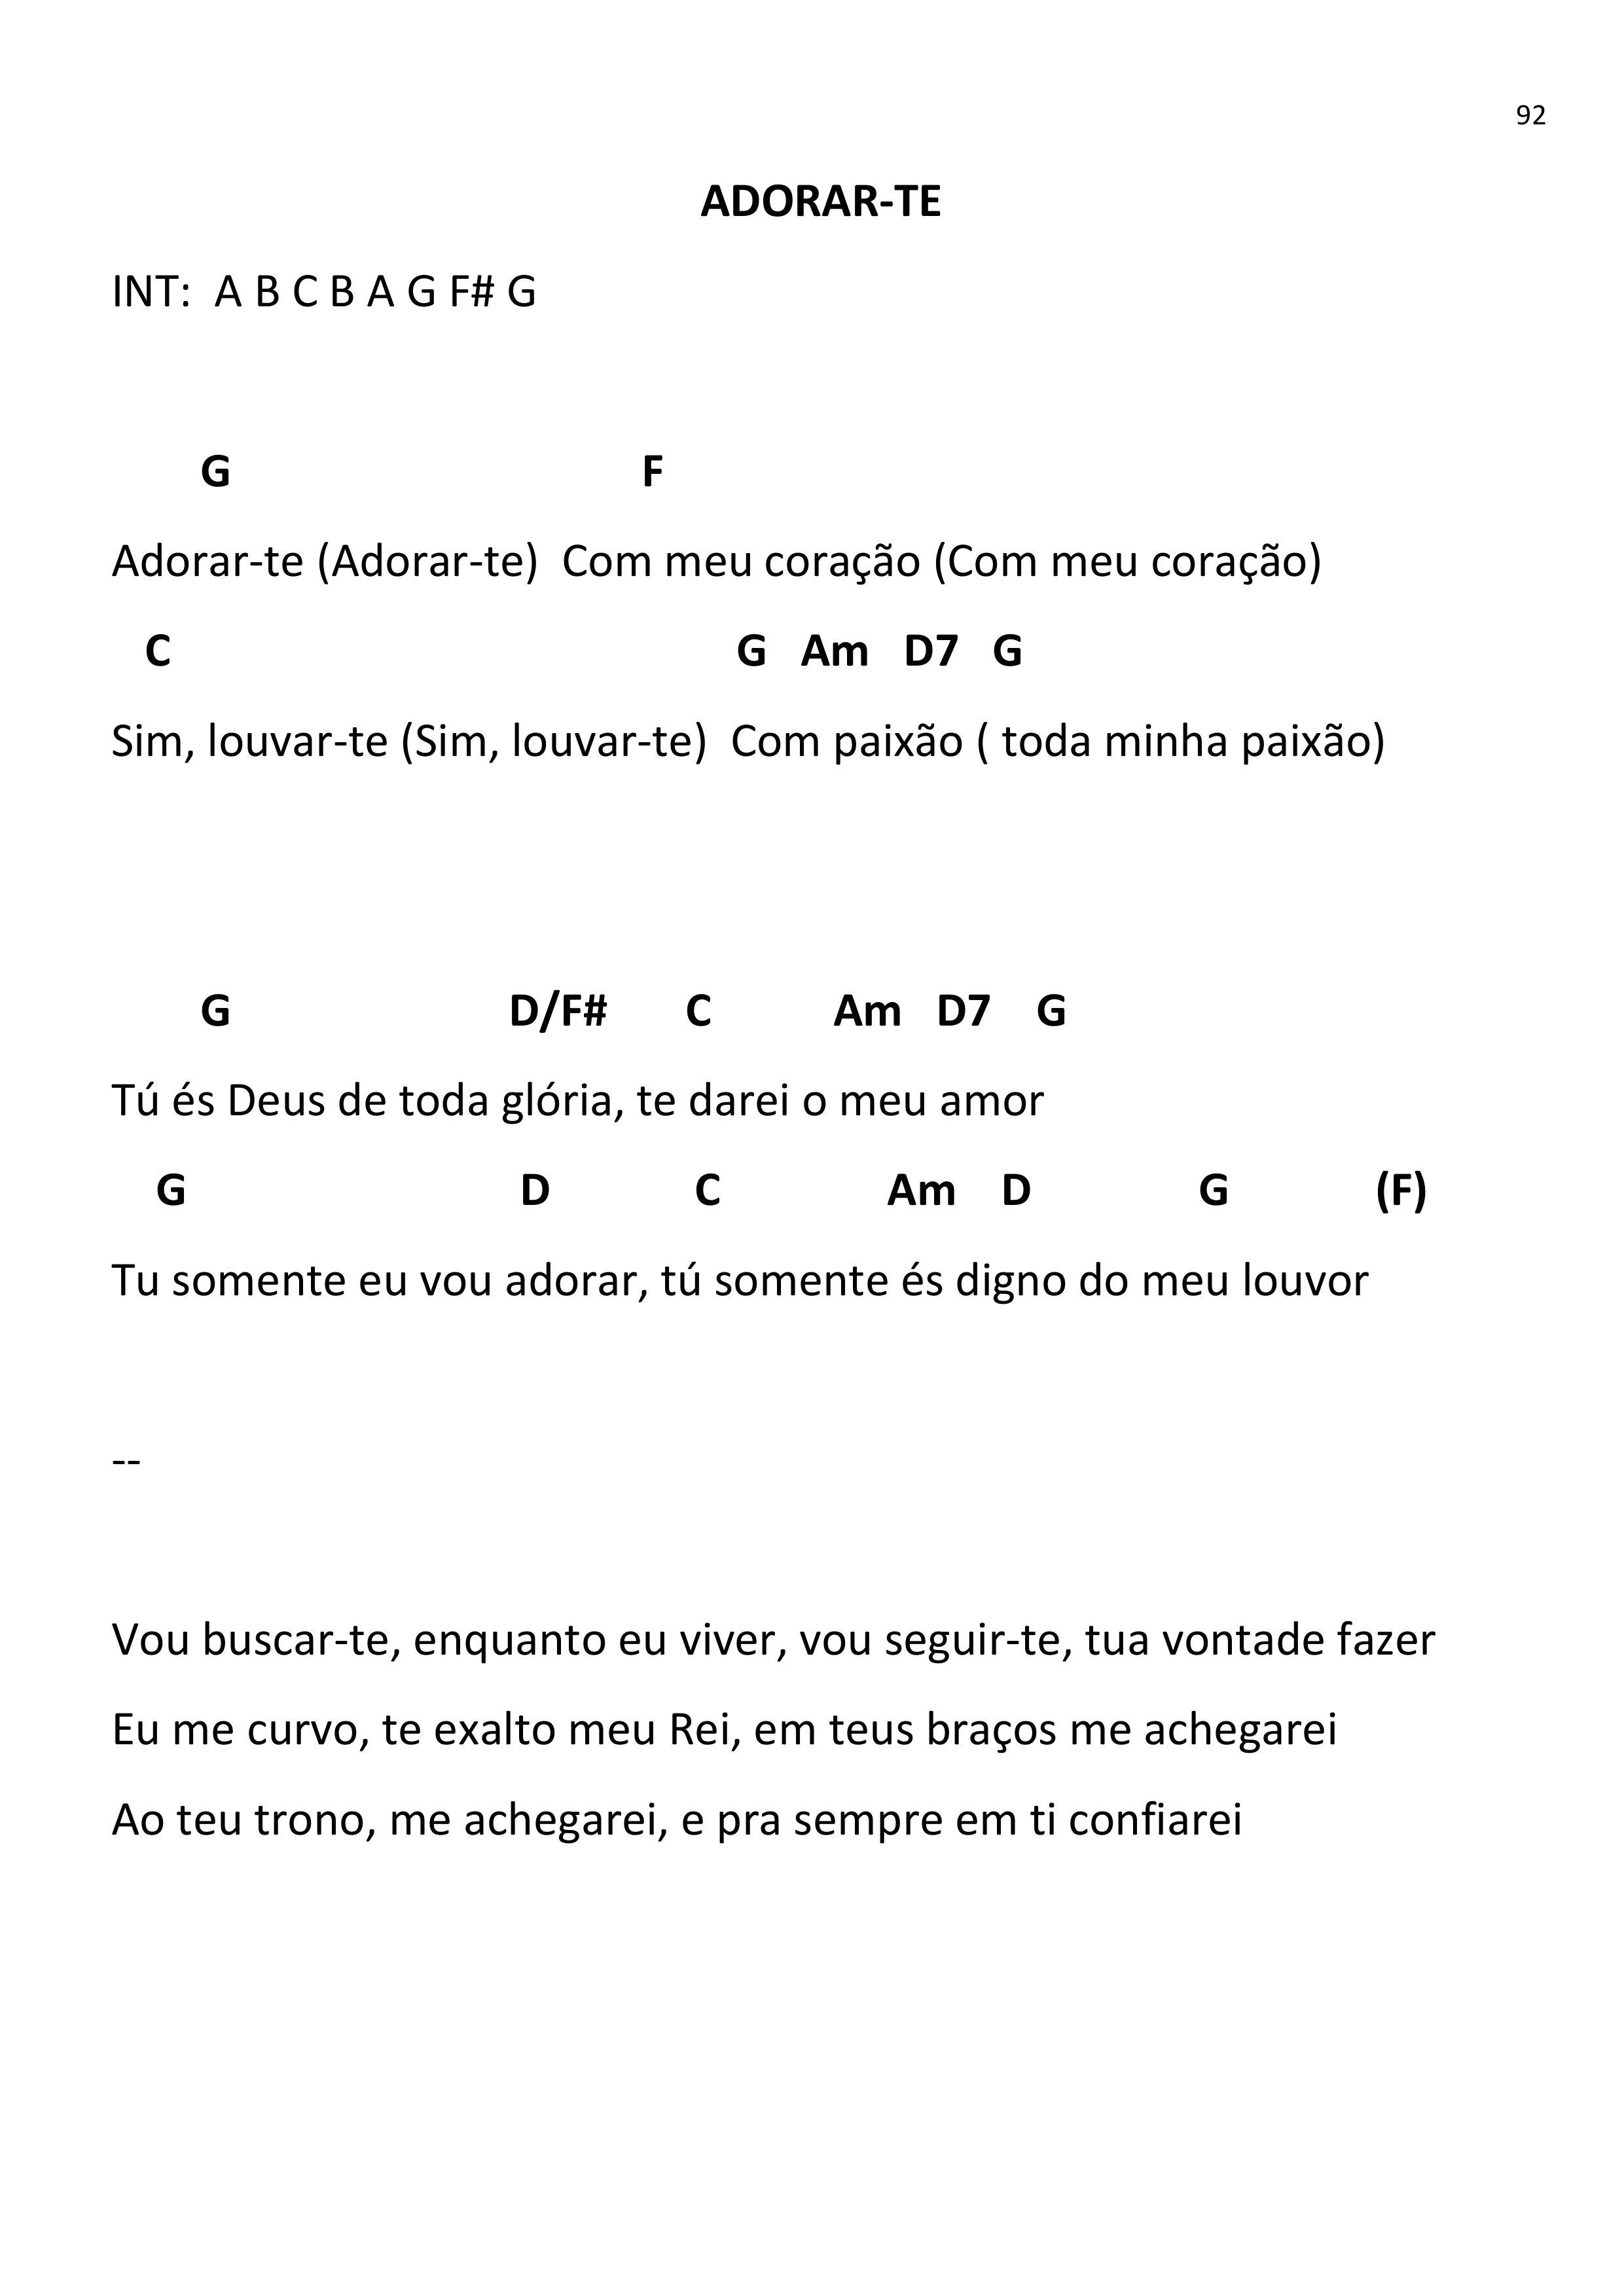 92
ADORAR-TE
INT:  A B C B A G F# G
G F
Adorar-te (Adorar-te)  Com meu coração (Com meu coração)
C G Am D7 G
Sim, louvar-te (Sim, louvar-te)  Com paixão ( toda minha paixão)
G D/F# C Am D7 G
Tú és Deus de toda glória, te darei o meu amor
G D C Am D G (F)
Tu somente eu vou adorar, tú somente és digno do meu louvor
--
Vou buscar-te, enquanto eu viver, vou seguir-te, tua vontade fazer
Eu me curvo, te exalto meu Rei, em teus braços me achegarei
Ao teu trono, me achegarei, e pra sempre em ti confiarei